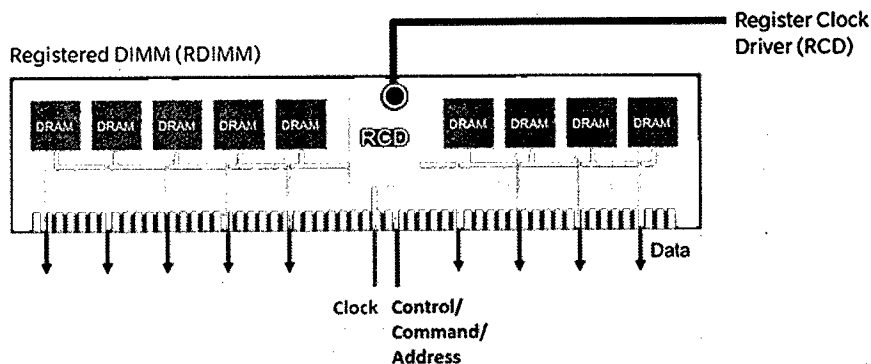 Register Clock
Driver (RCD)
Registered DIMM (RDIMM)
DRAM DRAM DRAM DRAM DRAM DRAM DRAM DRAM DRAM
RCD
Data
Clock Control/
Command/
Address